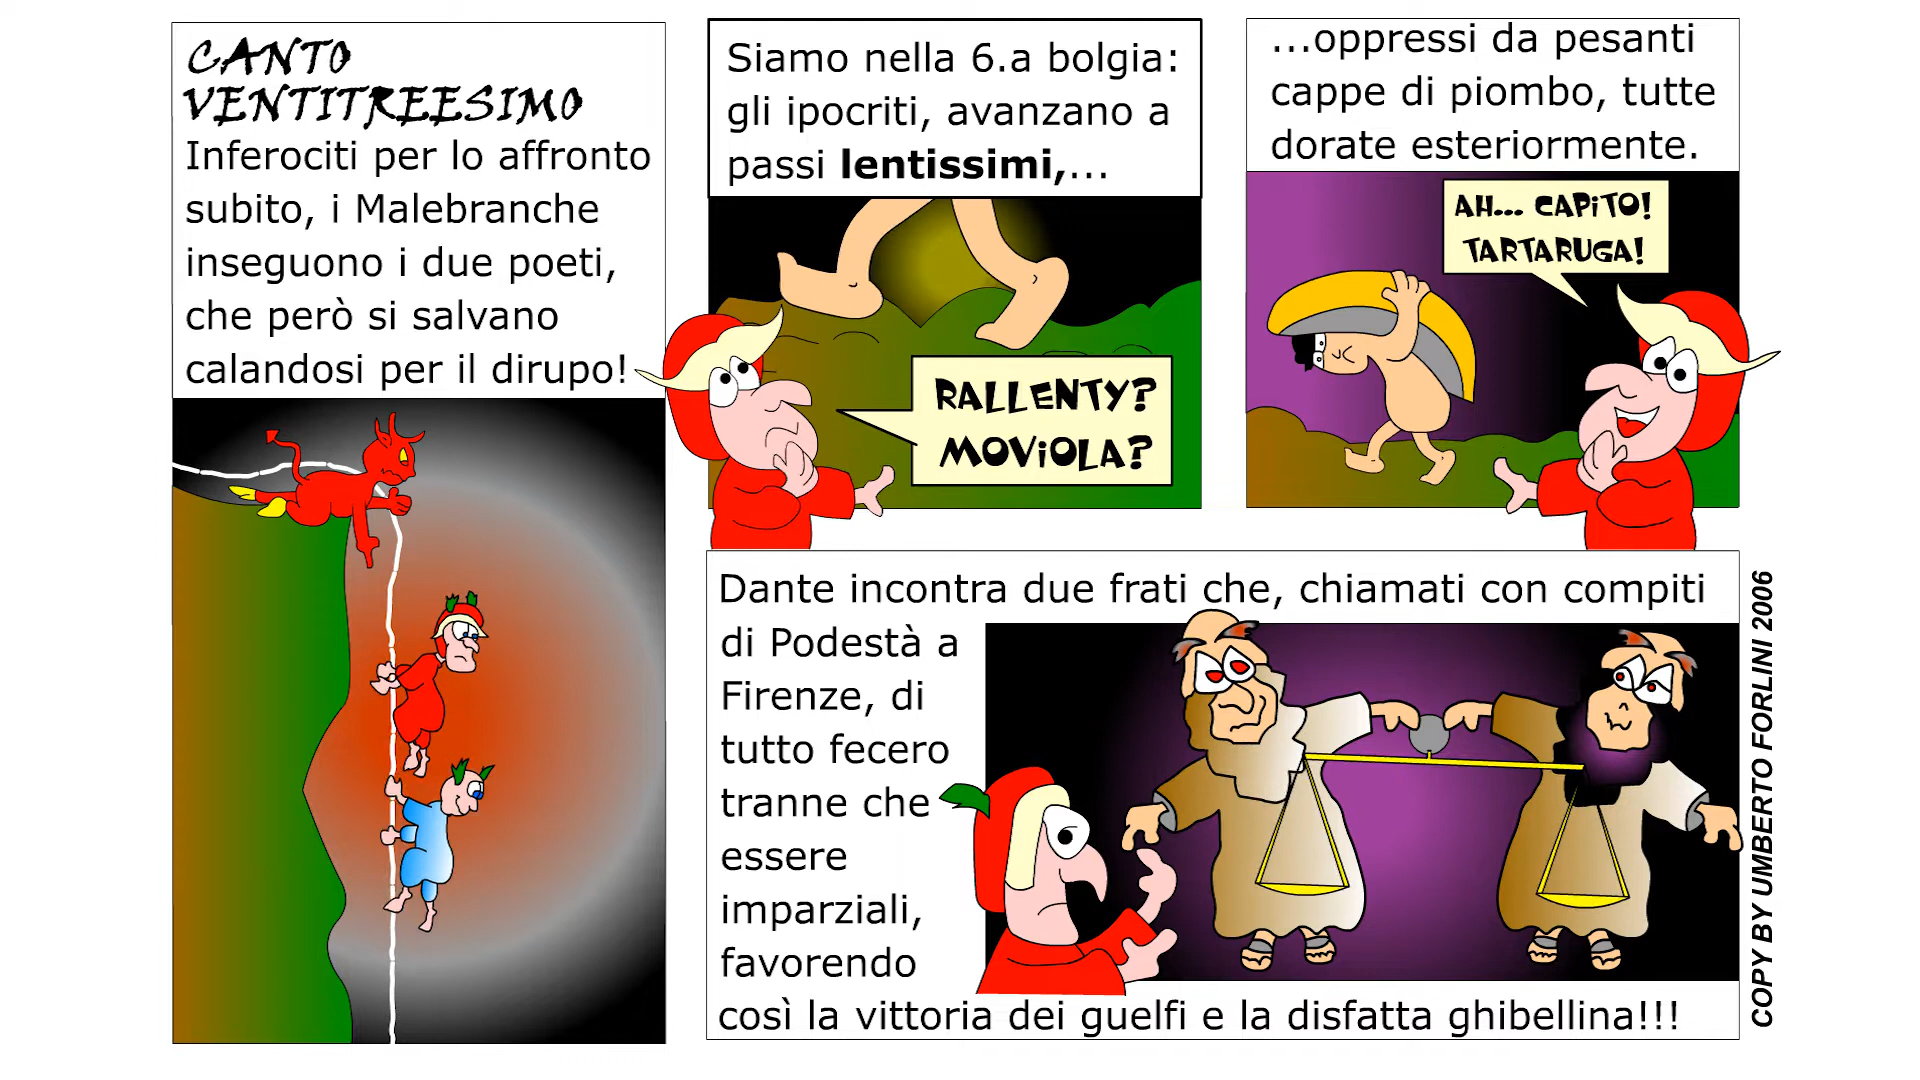 CANTO
VENTITREESIMO
Inferociti per lo affronto
subito, i Malebranche
inseguono i due poeti,
che però si salvano
calandosi per il dirupo!
Siamo nella 6.a bolgia:
gli ipocriti, avanzano a
passi lentissimi,...
RALLENTY?
MOViOLA?
...oppressi da pesanti
cappe di piombo, tutte
dorate esteriormente.
AH... CAPiTO!
TARTARUGA!
Dante incontra due frati che, chiamati con compiti
di Podestà a
Firenze, di
tutto fecero
tranne che
essere
imparziali,
favorendo
così la vittoria dei guelfi e la disfatta ghibellina!!!
COPY BY UMBERTO FORLINI 2006